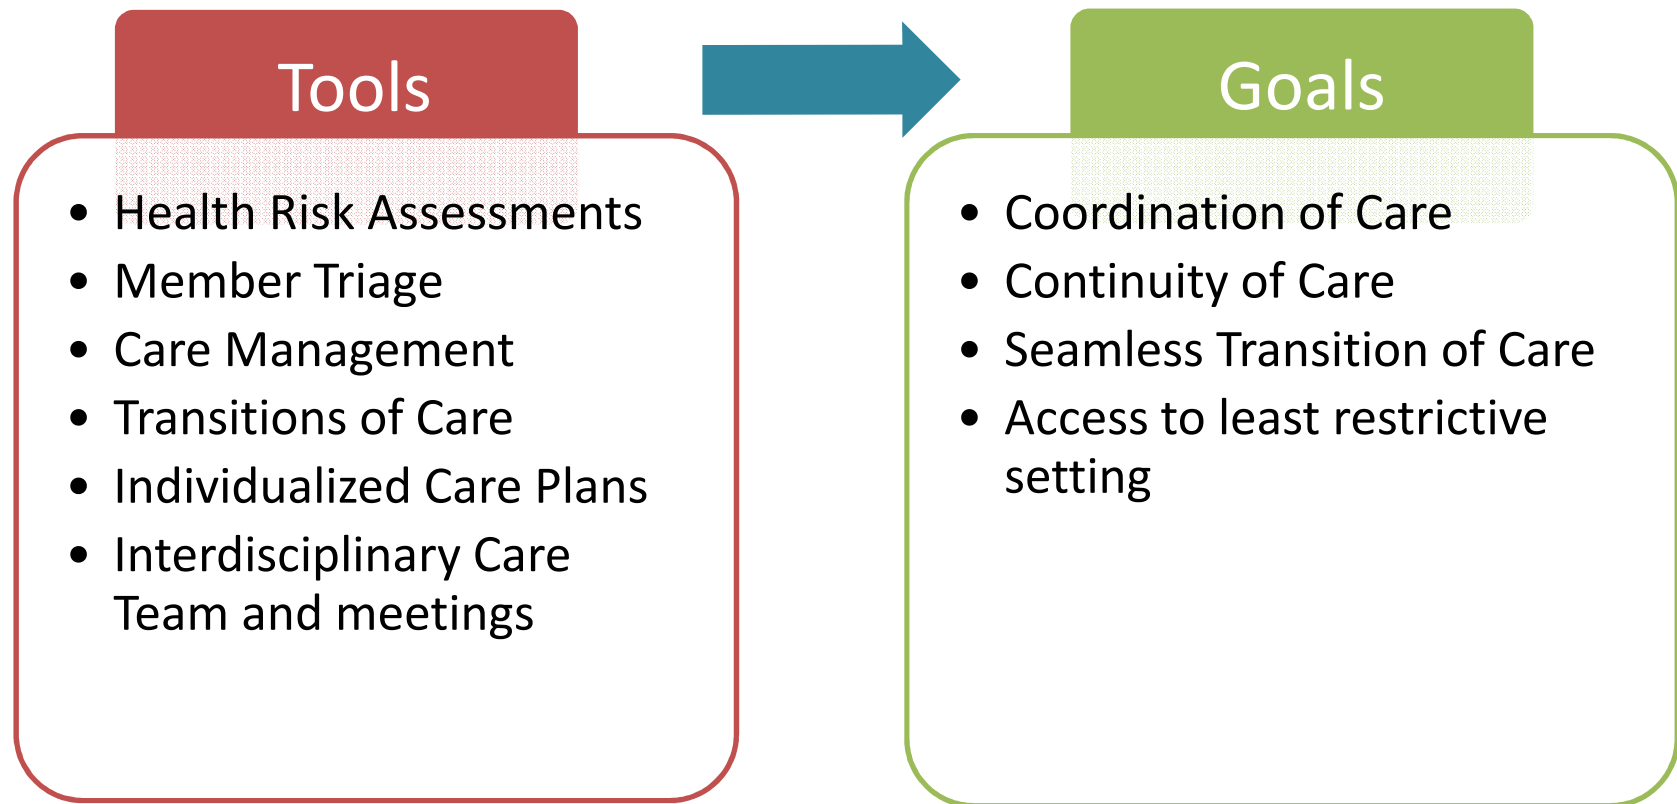 Tools
• Health Risk Assessments
• Member Triage
• Care Management
• Transitions of Care
• Individualized Care Plans
• Interdisciplinary Care
Team and meetings
Goals
• Coordination of Care
• Continuity of Care
• Seamless Transition of Care
• Access to least restrictive
setting